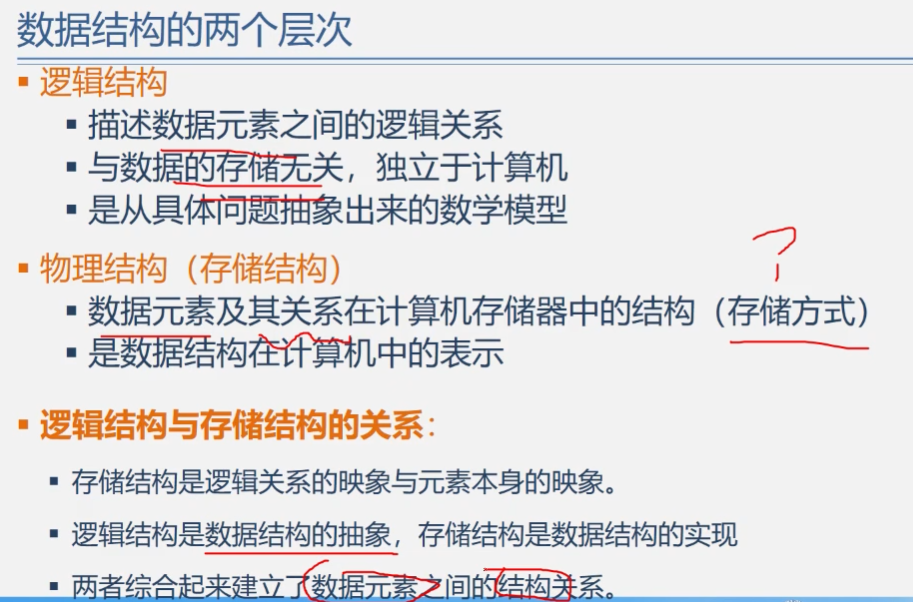 数据结构的两个层次
▪ 逻辑结构
▪ 描述数据元素之间的逻辑关系
▪ 与数据的存储无关，独立于计算机
▪ 是从具体问题抽象出来的数学模型
▪ 物理结构（存储结构）
?
▪ 数据元素及其关系在计算机存储器中的结构（存储方式）
▪ 是数据结构在计算机中的表示
▪ 逻辑结构与存储结构的关系：
▪ 存储结构是逻辑关系的映象与元素本身的映象。
▪ 逻辑结构是数据结构的抽象，存储结构是数据结构的实现
▪ 两者综合起来建立了数据元素之间的结构关系。